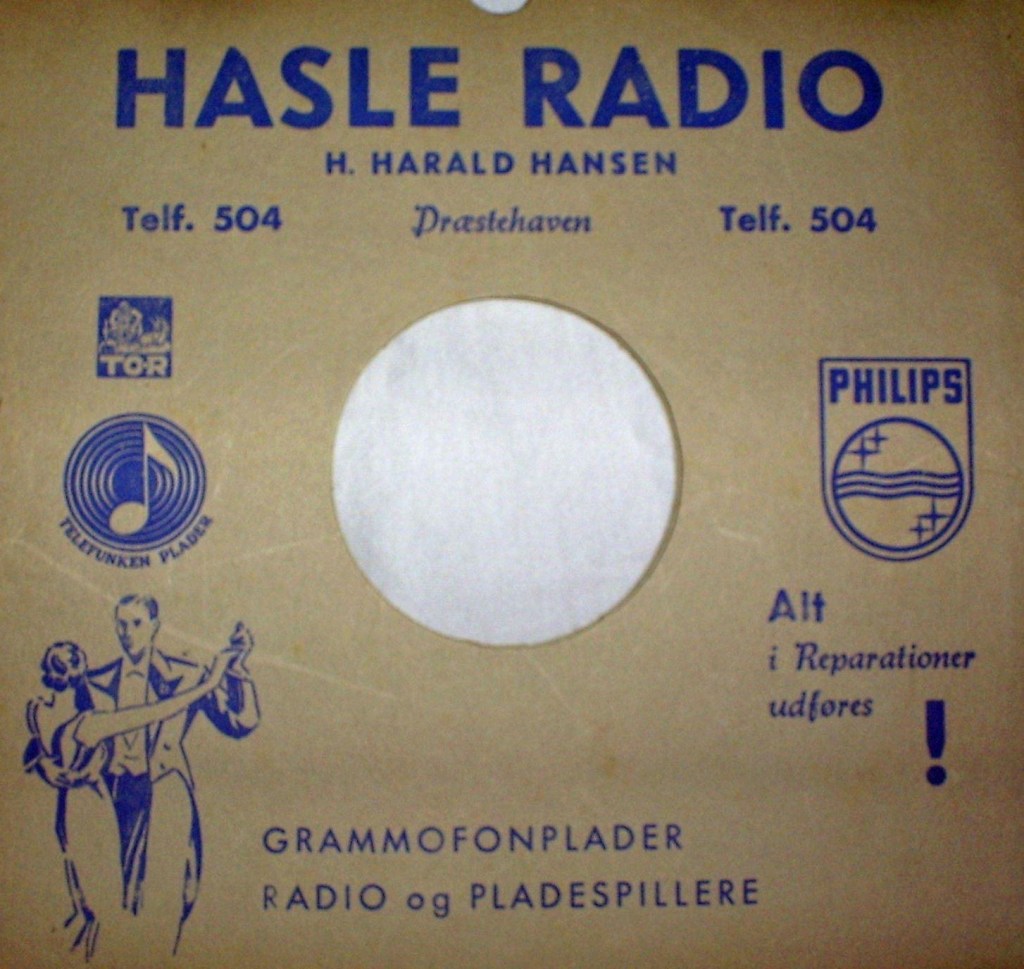 HASLE RADIO
H. HARALD HANSEN
Telf. 504 Præstehaven Telf. 504
TO-R
TELEFUNKEN PLADER
PHILIPS
Alt
i Reparationer
udføres !
GRAMMOFONPLADER
RADIO og PLADESPILLERE